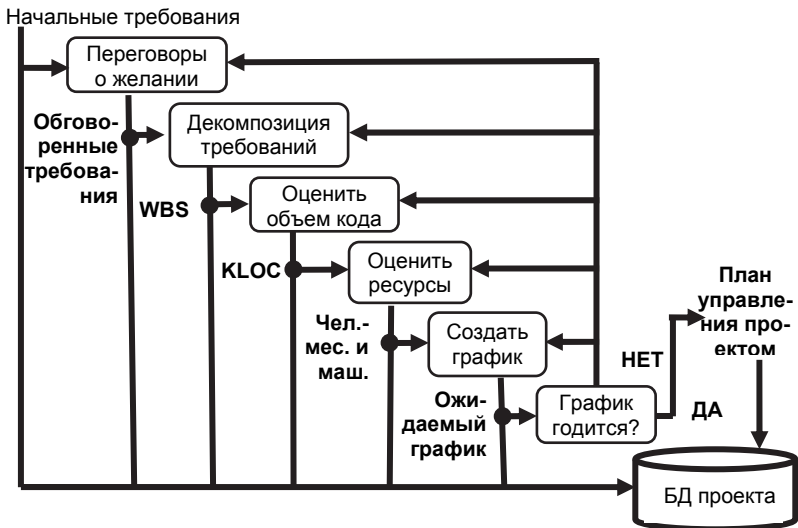 Начальные требования
Переговоры
о желании
Обгово-
ренные
требова-
ния
Декомпозиция
требований
WBS
Оценить
объем кода
KLOC
Оценить
ресурсы
Чел.-
мес. и
маш.
Создать
график
Ожи-
даемый
график
График
годится?
НЕТ
ДА
План
управле-
ния про-
ектом
БД проекта